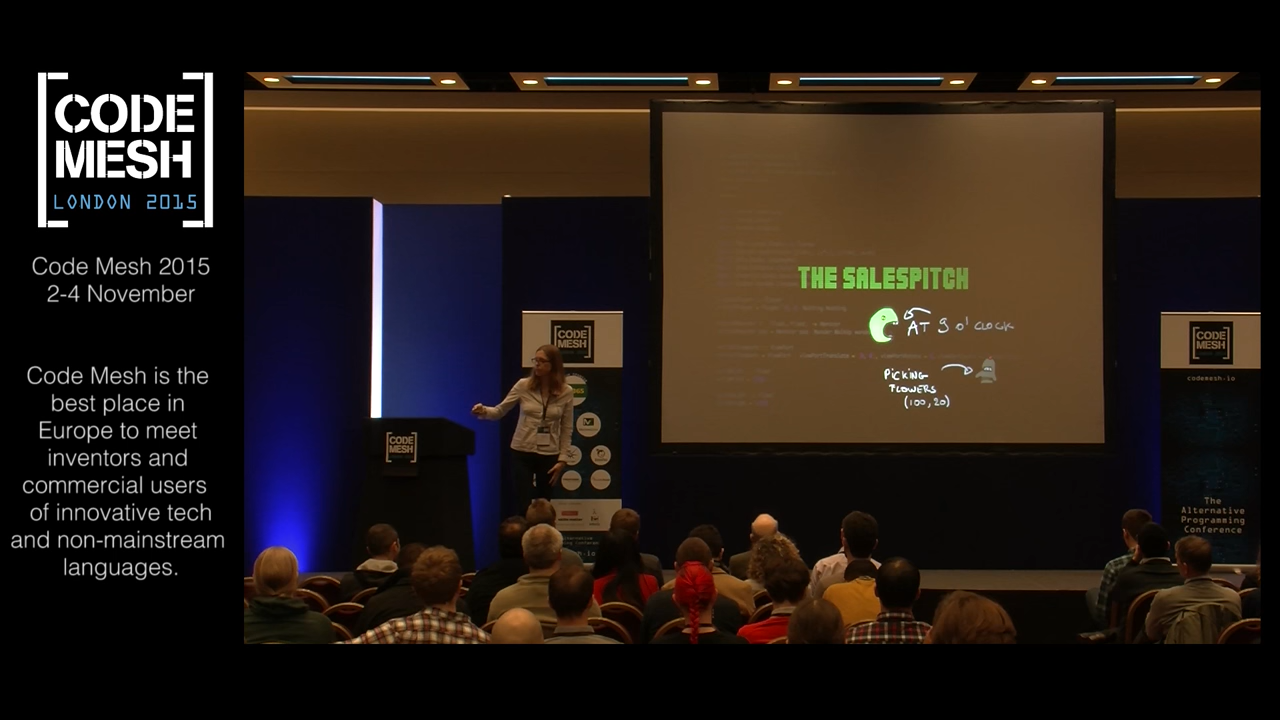 CODE
MESH
LONDON 2015
Code Mesh 2015
2-4 November
Code Mesh is the
best place in
Europe to meet
inventors and
commercial users
of innovative tech
and non-mainstream
languages.
THE SALESPITCH
AT 9 O'CLOCK
PICKING
FLOWERS
(100,20)
CODE
MESH
CODE
MESH
CODE
MESH
codemesh.io
The
Alternative
Programming
Conference